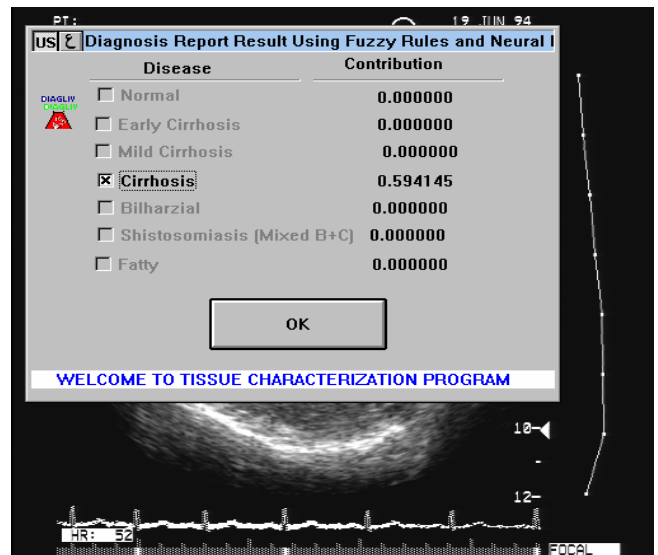 PT: 19 JUN 94
US ع Diagnosis Report Result Using Fuzzy Rules and Neural
Disease Contribution
DIAGLIV
DIAGLIV
Normal 0.000000
Early Cirrhosis 0.000000
Mild Cirrhosis 0.000000
Cirrhosis 0.594145
Bilharzial 0.000000
Shistosomiasis (Mixed B+C) 0.000000
Fatty 0.000000
OK
WELCOME TO TISSUE CHARACTERIZATION PROGRAM
10-
12-
HR: 52
FOCAL